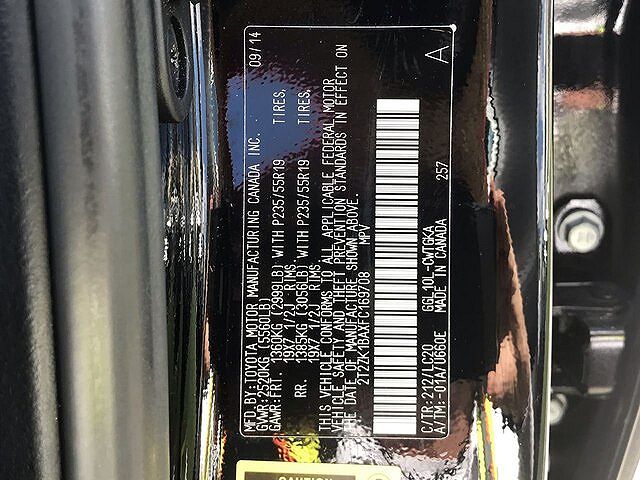 MFD.BY:TOYOTA MOTOR MANUFACTURING CANADA INC. 09/14
GVWR:2520KG (5560LB)
GAWR:FRT. 1360KG (2999LB) WITH P235/55R19 TIRES,
19X7 1/2J RIMS.
RR. 1385KG (3056LB) WITH P235/55R19 TIRES,
19X7 1/2J RIMS.
THIS VEHICLE CONFORMS TO ALL APPLICABLE FEDERAL MOTOR
VEHICLE SAFETY AND THEFT PREVENTION STANDARDS IN EFFECT ON
THE DATE OF MANUFACTURE SHOWN ABOVE.
2T2ZK1BAXFC169708 MPV
A
C/TR:212/LC20 GGL10L-CWTGKA
A/TM:-01A/U660E MADE IN CANADA 257
CAUTION